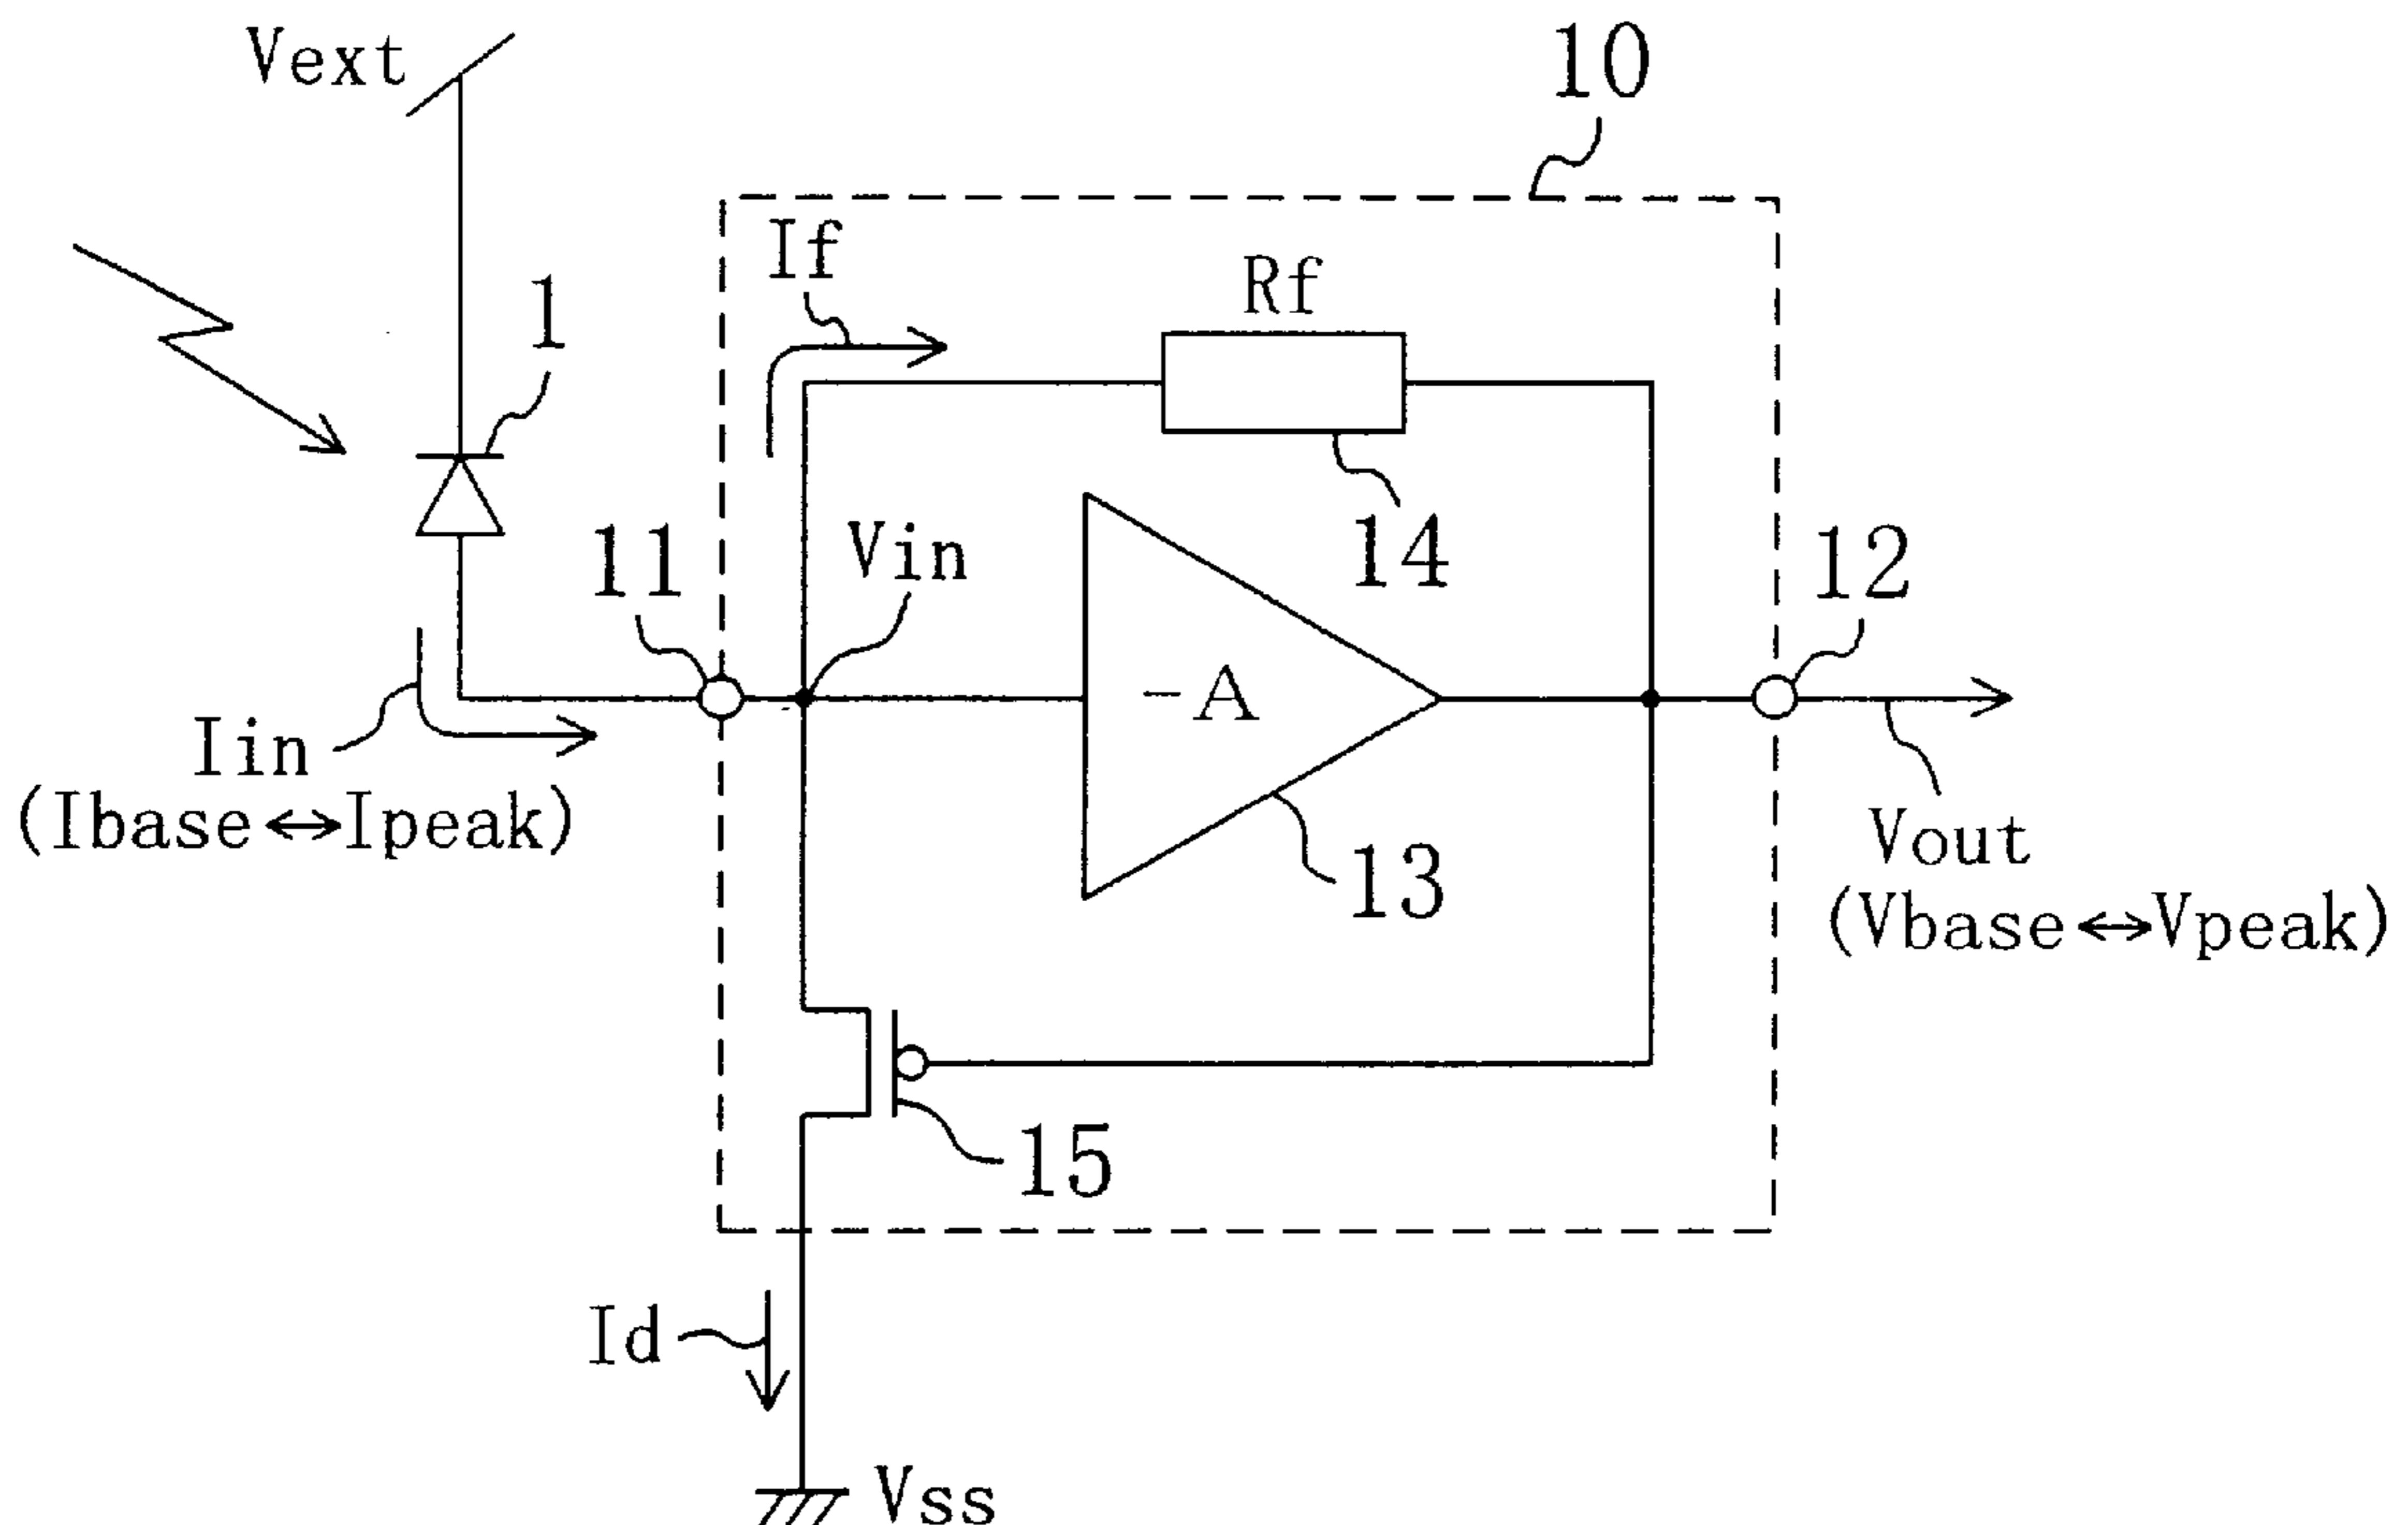 Vext
10
If
Rf
1
11
Vin
14
12
-A
Iin
(Ibase↔Ipeak)
13
Vout
(Vbase↔Vpeak)
15
Id
Vss